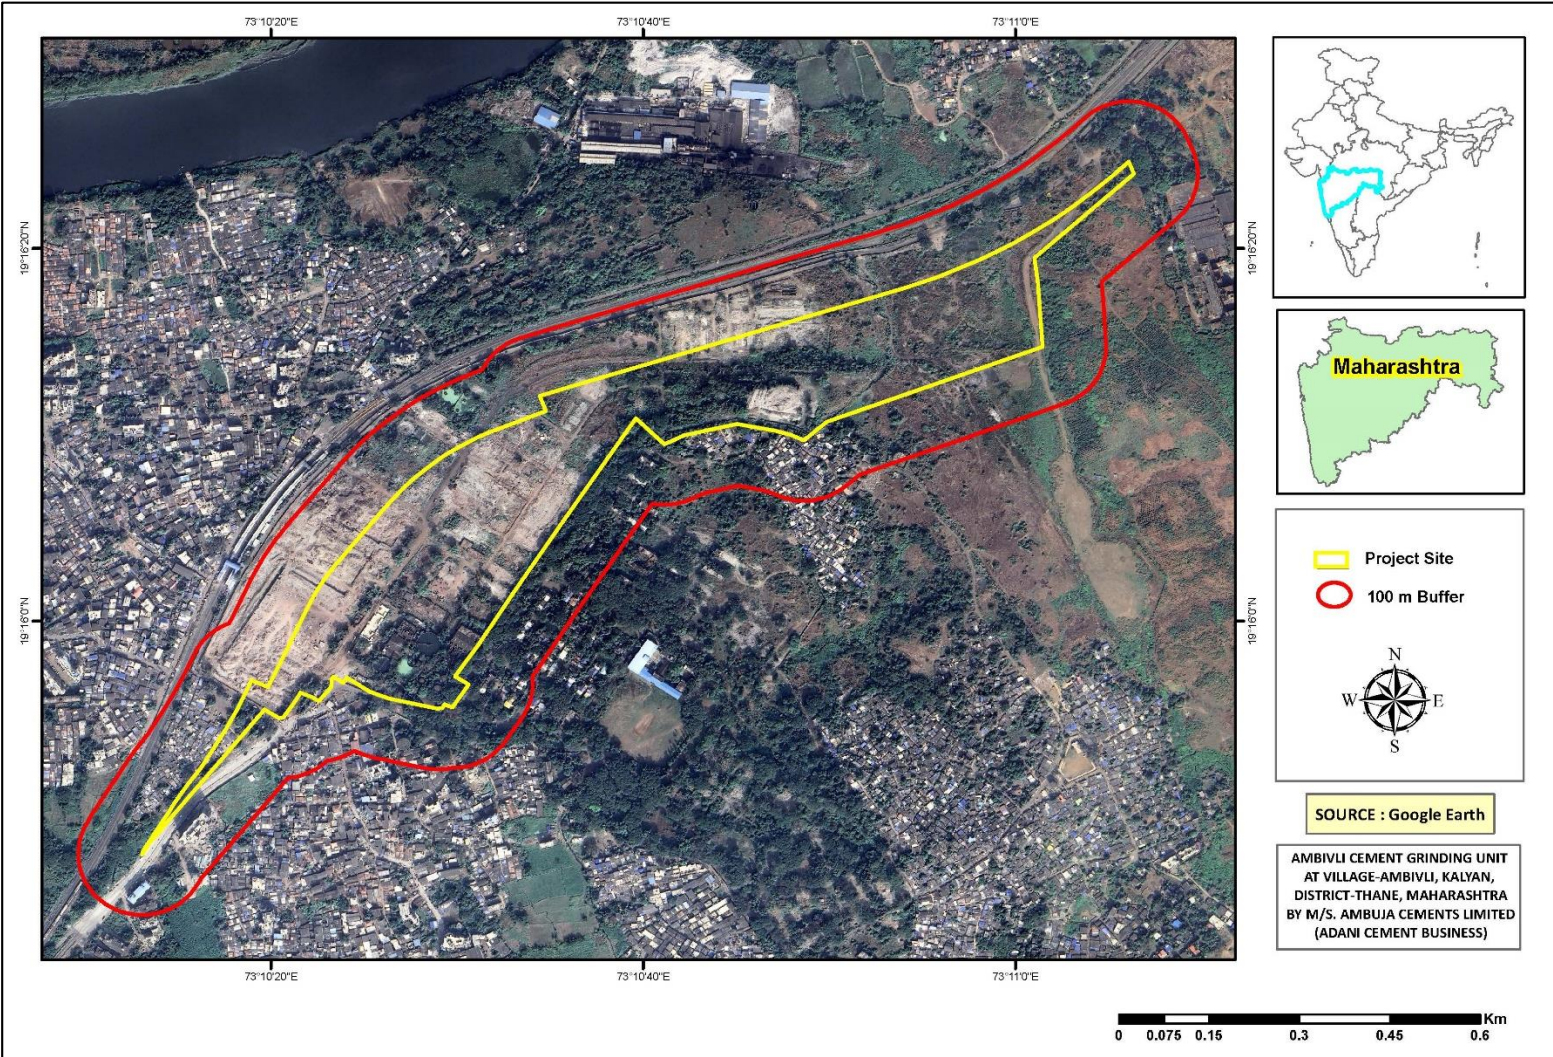 73°10'20"E
73°10'40"E
73°11'0"E
19°16'20"N
19°16'20"N
19°16'0"N
19°16'0"N
73°10'20"E
73°10'40"E
73°11'0"E
Maharashtra
Project Site
100 m Buffer
N
W
E
S
SOURCE : Google Earth
AMBIVLI CEMENT GRINDING UNIT
AT VILLAGE-AMBIVLI, KALYAN,
DISTRICT-THANE, MAHARASHTRA
BY M/S. AMBUJA CEMENTS LIMITED
(ADANI CEMENT BUSINESS)
Km
0 0.075 0.15 0.3 0.45 0.6